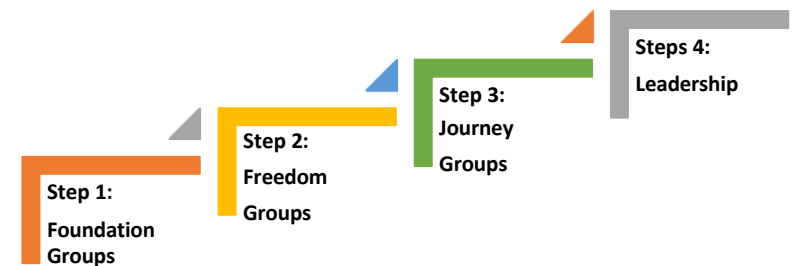 Step 1:
Foundation
Groups
Step 2:
Freedom
Groups
Step 3:
Journey
Groups
Steps 4:
Leadership